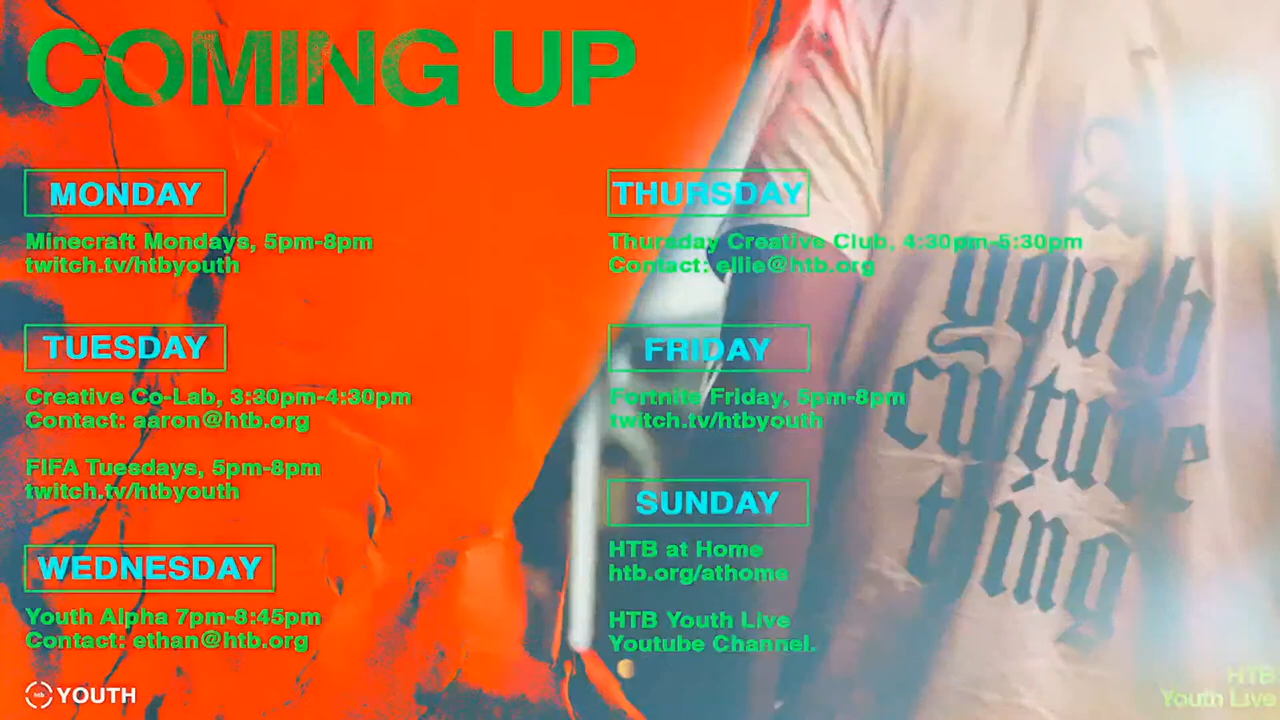 COMING UP
MONDAY
Minecraft Mondays, 5pm-8pm
twitch.tv/htbyouth
TUESDAY
Creative Co-Lab, 3:30pm-4:30pm
Contact: aaron@htb.org
FIFA Tuesdays, 5pm-8pm
twitch.tv/htbyouth
WEDNESDAY
Youth Alpha 7pm-8:45pm
Contact: ethan@htb.org
htb YOUTH
THURSDAY
Thursday Creative Club, 4:30pm-5:30pm
Contact: ellie@htb.org
FRIDAY
Fortnite Friday, 5pm-8pm
twitch.tv/htbyouth
SUNDAY
HTB at Home
htb.org/athome
HTB Youth Live
Youtube Channel.
youth
culture
thing
HTB
Youth Live